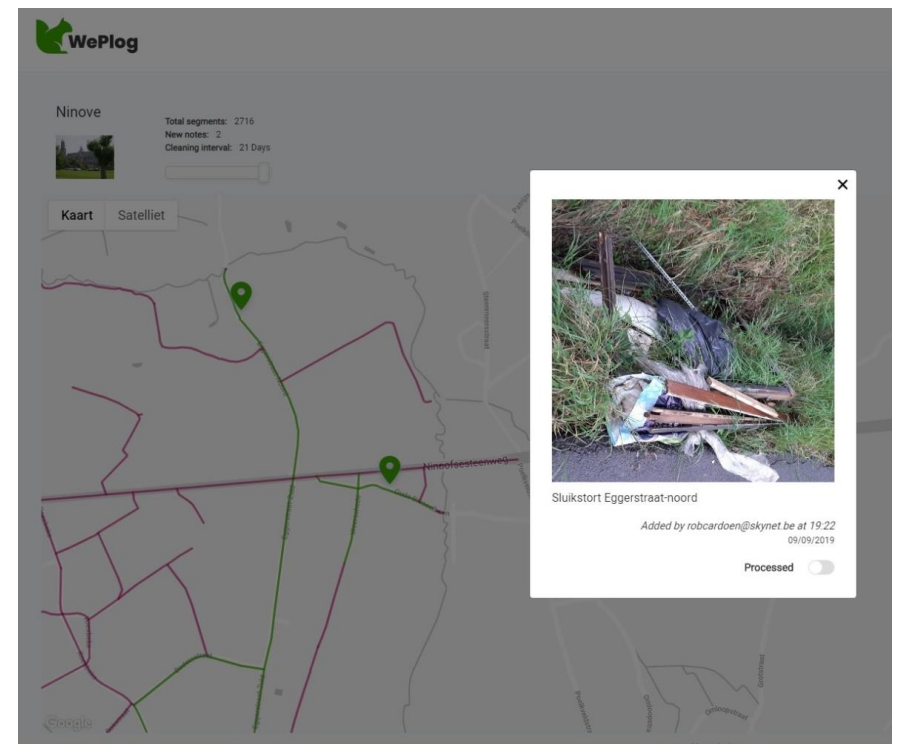 WePlog
Ninove
Total segments: 2716
New notes: 2
Cleaning interval: 21 Days
Kaart Satelliet
Ninoofsesteenweg
Omloopstraat
Google
Sluikstort Eggerstraat-noord
Added by robcardoen@skynet.be at 19:22
09/09/2019
Processed